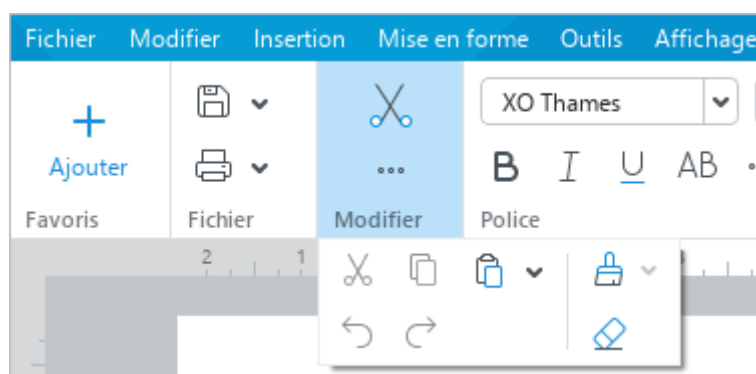 Fichier Modifier Insertion Mise en forme Outils Affichage
XO Thames
Ajouter
B I U AB
Favoris Fichier Modifier Police
2 1